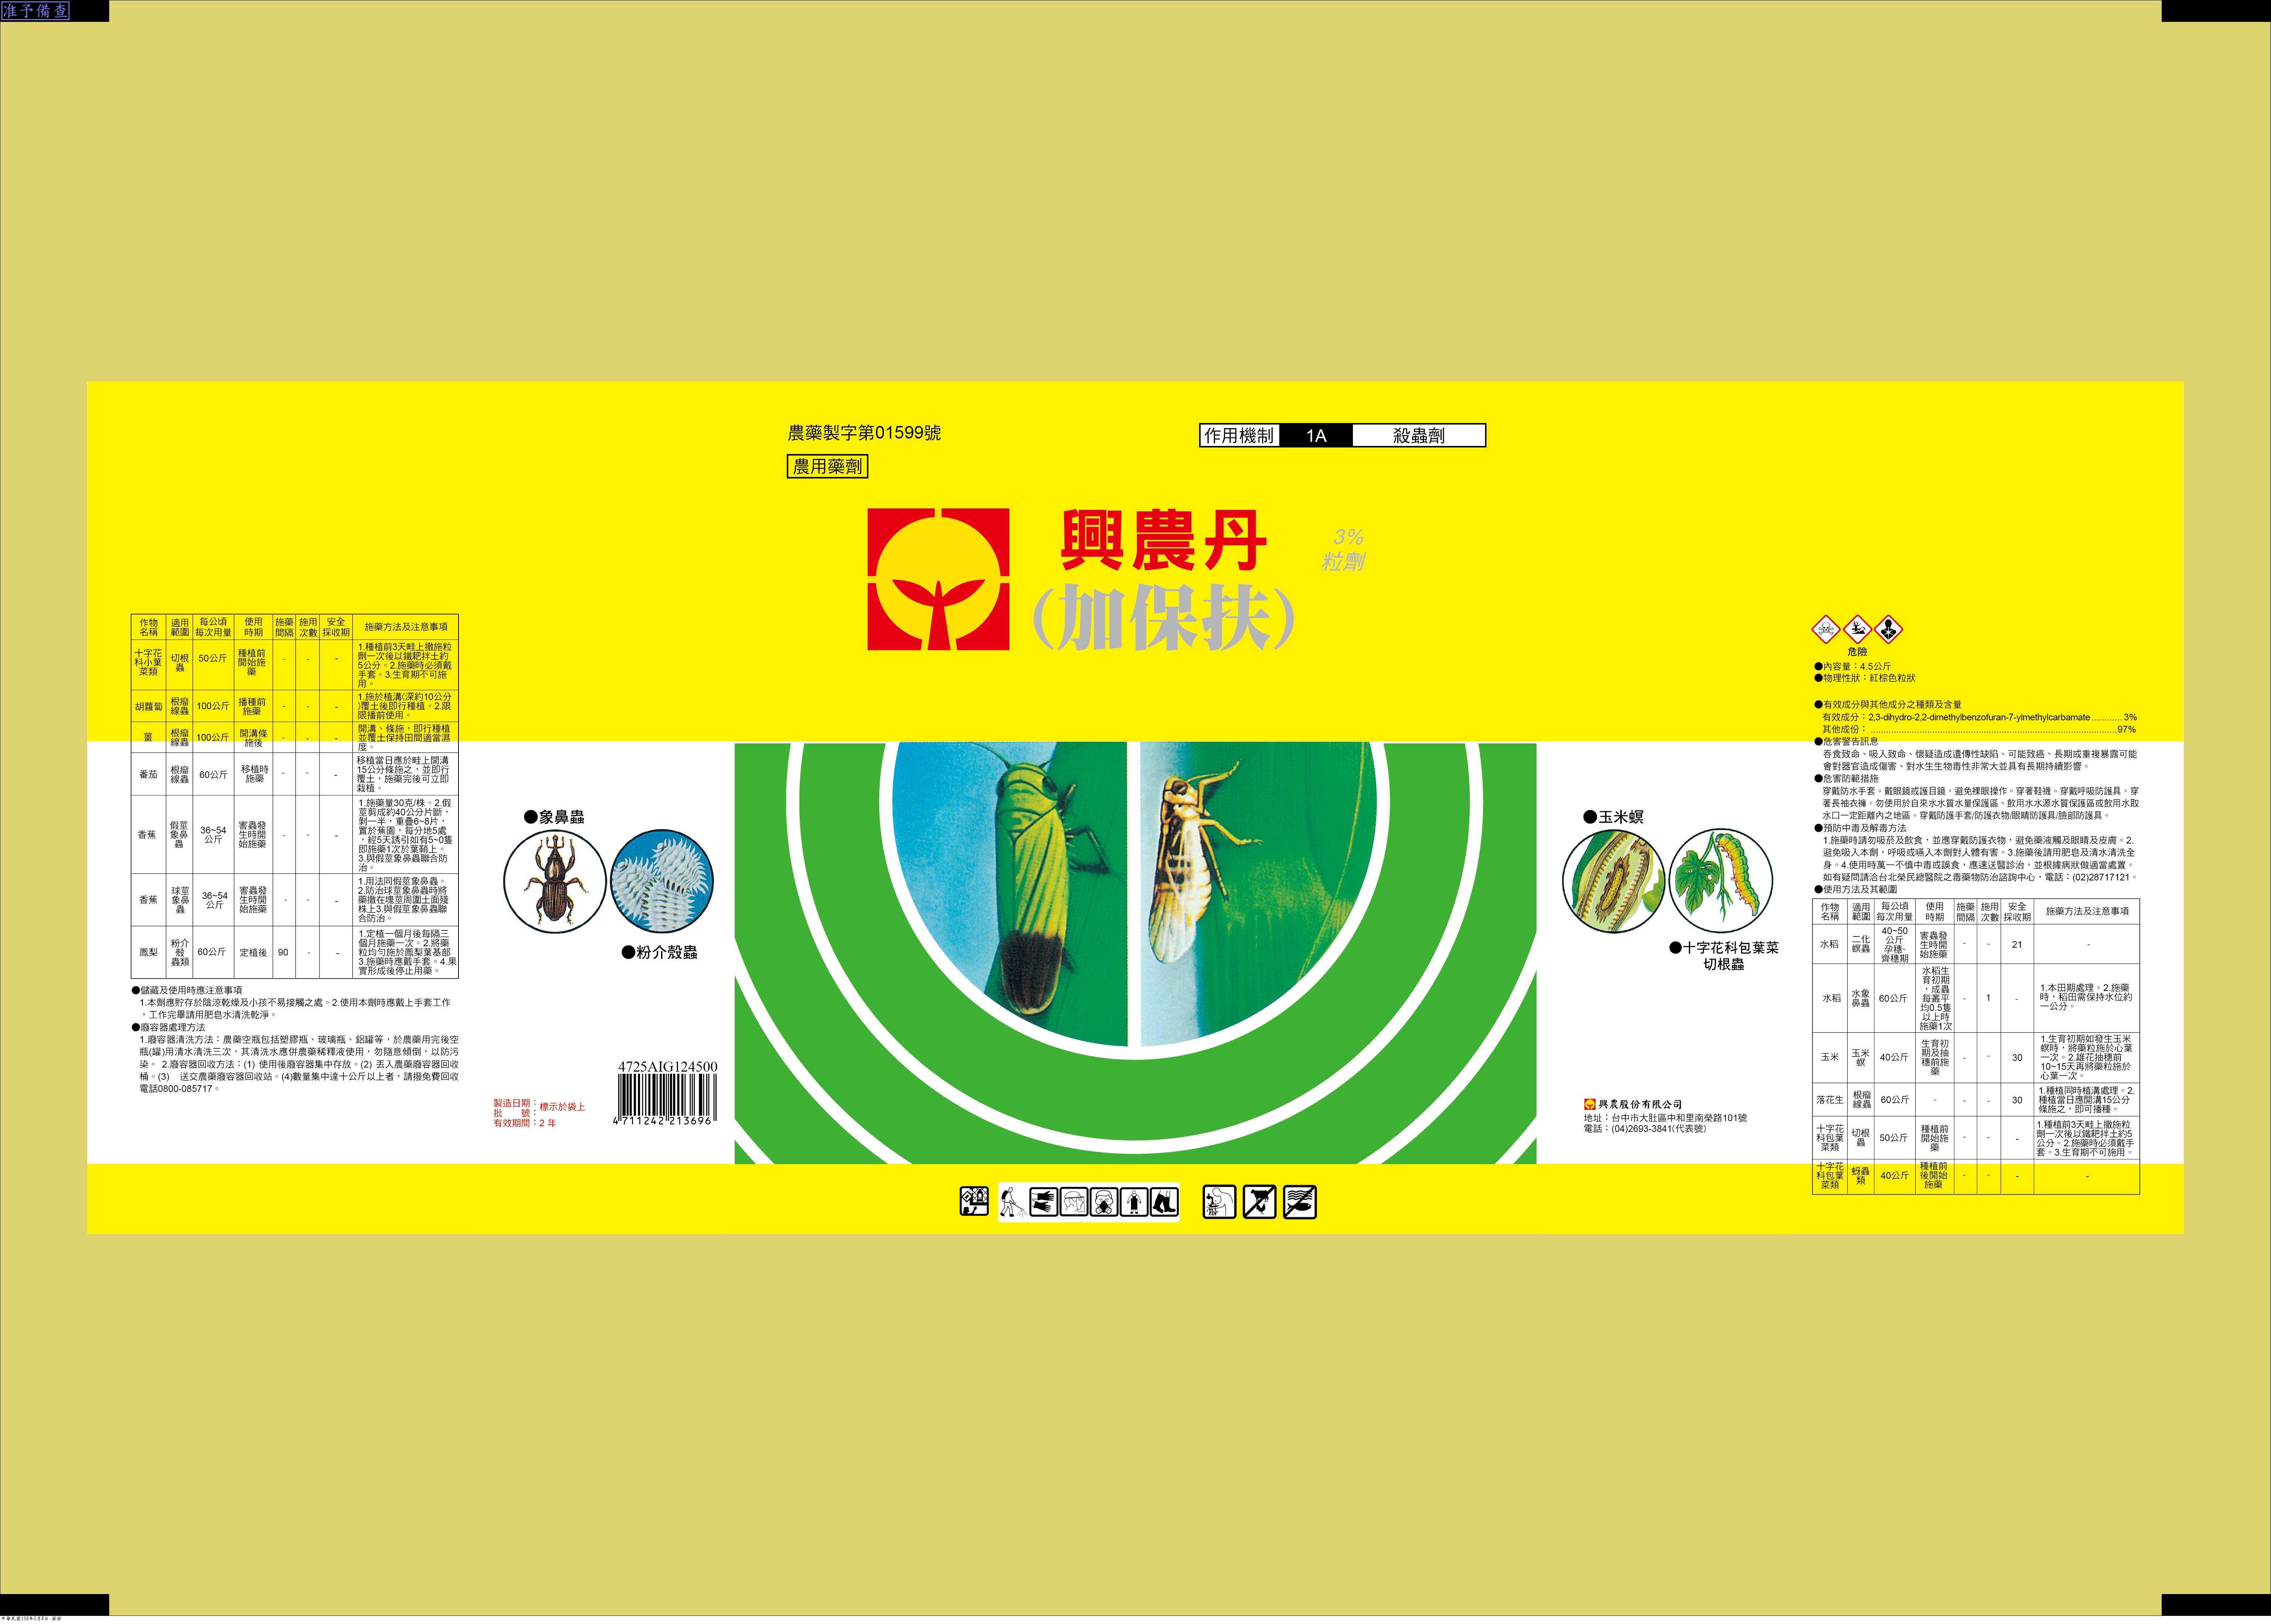 准予備查
農藥製字第01599號
農用藥劑
作用機制 1A 殺蟲劑
興農丹
(加保扶)
3%
粒劑
作物名稱 適用範圍 每公頃每次用量 使用時期 施藥間隔 施用次數 安全採收期 施藥方法及注意事項
十字花科小葉菜類 切根蟲 50公斤 種植前開始施藥 - - - 1.種植前3天畦上撒施粒劑一次後以鐵耙拌土約5公分。2.施藥時必須戴手套。3.生育期不可施用。
胡蘿蔔 根瘤線蟲 100公斤 播種前施藥 - - - 1.施於植溝(深約10公分)覆土後即行種植。2.限限播前使用。
薑 根瘤線蟲 100公斤 開溝條施後 - - - 開溝、條施，即行種植並覆土保持田間適當濕度。
番茄 根瘤線蟲 60公斤 移植時施藥 - - - 移植當日應於畦上開溝15公分條施之，並即行覆土，施藥完後可立即栽植。
香蕉 假莖象鼻蟲 36~54公斤 害蟲發生時開始施藥 - - - 1.施藥量30克/株。2.假莖剪成約40公分片斷，剝一半，重疊6~8片，置於蕉園，每分地5處，經5天誘引如有5~0隻即施藥1次於葉鞘上。3.與假莖象鼻蟲聯合防治。
香蕉 球莖象鼻蟲 36~54公斤 害蟲發生時開始施藥 - - - 1.用法同假莖象鼻蟲。2.防治球莖象鼻蟲時將藥撒在塊莖周圍土面殘株上3.與假莖象鼻蟲聯合防治。
鳳梨 粉介殼蟲類 60公斤 定植後 90 - - 1.定植一個月後每隔三個月施藥一次。2.將藥粒均勻施於鳳梨葉基部3.施藥時應戴手套。4.果實形成後停止用藥。
●儲藏及使用時應注意事項
1.本劑應貯存於陰涼乾燥及小孩不易接觸之處。2.使用本劑時應戴上手套工作
，工作完畢請用肥皂水清洗乾淨。
●廢容器處理方法
1.廢容器清洗方法：農藥空瓶包括塑膠瓶、玻璃瓶、鋁罐等，於農藥用完後空
瓶(罐)用清水清洗三次，其清洗水應併農藥稀釋液使用，勿隨意傾倒，以防污
染。 2.廢容器回收方法：(1) 使用後廢容器集中存放。(2) 丟入農藥廢容器回收
桶。(3) 送交農藥廢容器回收站。(4)數量集中達十公斤以上者，請撥免費回收
電話0800-085717。
●象鼻蟲
●粉介殼蟲
4725AIG124500
4 711242 213696
製造日期：標示於袋上
批　　號：
有效期間：2 年
●玉米螟
●十字花科包葉菜
切根蟲
興農股份有限公司
地址：台中市大肚區中和里南榮路101號
電話：(04)2693-3841(代表號)
危險
●內容量：4.5公斤
●物理性狀：紅棕色粒狀
●有效成分與其他成分之種類及含量
有效成分：2,3-dihydro-2,2-dimethylbenzofuran-7-ylmethylcarbamate............3%
其他成份：............97%
●危害警告訊息
吞食致命、吸入致命、懷疑造成遺傳性缺陷、可能致癌、長期或重複暴露可能
會對器官造成傷害、對水生生物毒性非常大並具有長期持續影響。
●危害防範措施
穿戴防水手套。戴眼鏡或護目鏡，避免裸眼操作。穿著鞋襪。穿戴呼吸防護具。穿
著長袖衣褲。勿使用於自來水水質水量保護區、飲用水水源水質保護區或飲用水取
水口一定距離內之地區。穿戴防護手套/防護衣物/眼睛防護具/臉部防護具。
●預防中毒及解毒方法
1.施藥時請勿吸菸及飲食，並應穿戴防護衣物，避免藥液觸及眼睛及皮膚。2.
避免吸入本劑，呼吸或嚥入本劑對人體有害。3.施藥後請用肥皂及清水清洗全
身。4.使用時萬一不慎中毒或誤食，應速送醫診治，並根據病狀做適當處置。
如有疑問請洽台北榮民總醫院之毒藥物防治諮詢中心，電話：(02)28717121。
●使用方法及其範圍
作物名稱 適用範圍 每公頃每次用量 使用時期 施藥間隔 施用次數 安全採收期 施藥方法及注意事項
水稻 二化螟蟲 40~50公斤孕穗-齊穗期 害蟲發生時開始施藥 - - 21 -
水稻 水象鼻蟲 60公斤 水稻生育初期，成蟲每叢平均0.5隻以上時施藥1次 - 1 - 1.本田期處理。2.施藥時，稻田需保持水位約一公分。
玉米 玉米螟 40公斤 生育初期及抽穗前施藥 - - 30 1.生育初期如發生玉米螟時，將藥粒施於心葉一次。2.雄花抽穗前10~15天再將藥粒施於心葉一次。
落花生 根瘤線蟲 60公斤 - - - 30 1.種植同時植溝處理。2.種植當日應開溝15公分條施之，即可播種。
十字花科包葉菜類 切根蟲 50公斤 種植前開始施藥 - - - 1.種植前3天畦上撒施粒劑一次後以鐵耙拌土約5公分。2.施藥時必須戴手套。3.生育期不可施用。
十字花科包葉菜類 蚜蟲類 40公斤 種植前後開始施藥 - - - -